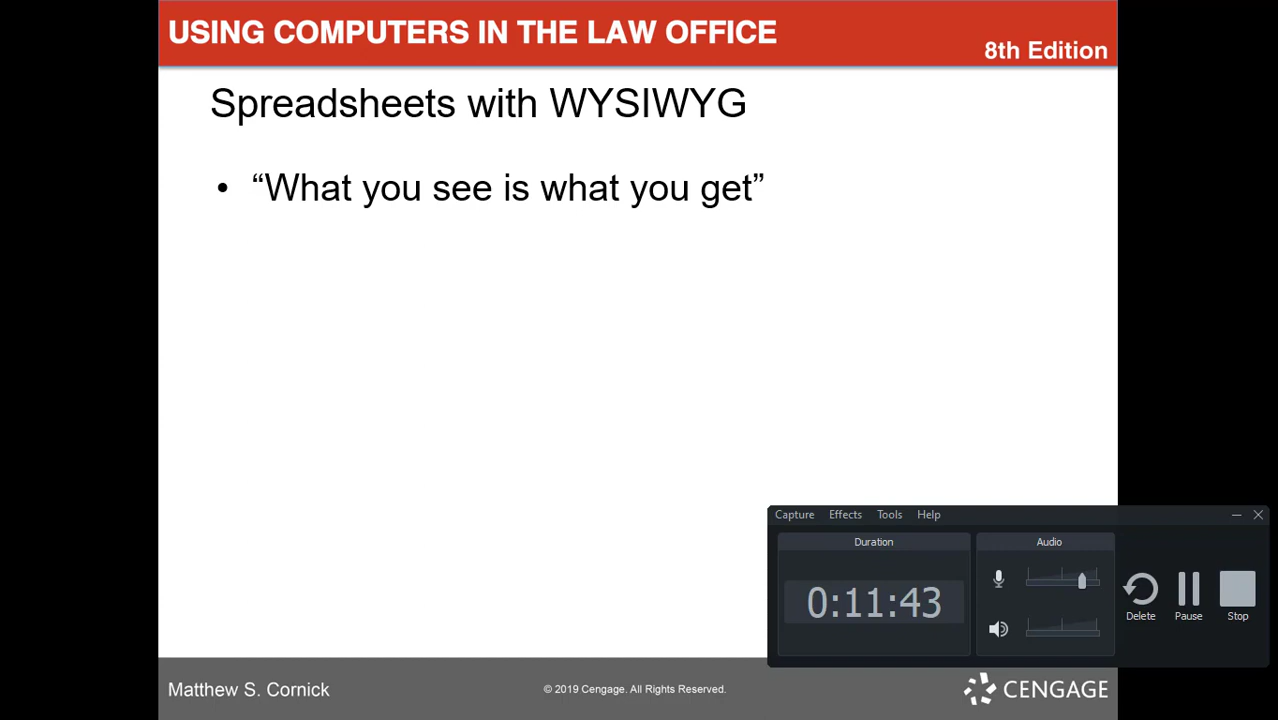 USING COMPUTERS IN THE LAW OFFICE
8th Edition
Spreadsheets with WYSIWYG
• “What you see is what you get”
Capture Effects Tools Help
Duration
Audio
0:11:43
Delete Pause Stop
Matthew S. Cornick
© 2019 Cengage. All Rights Reserved.
CENGAGE